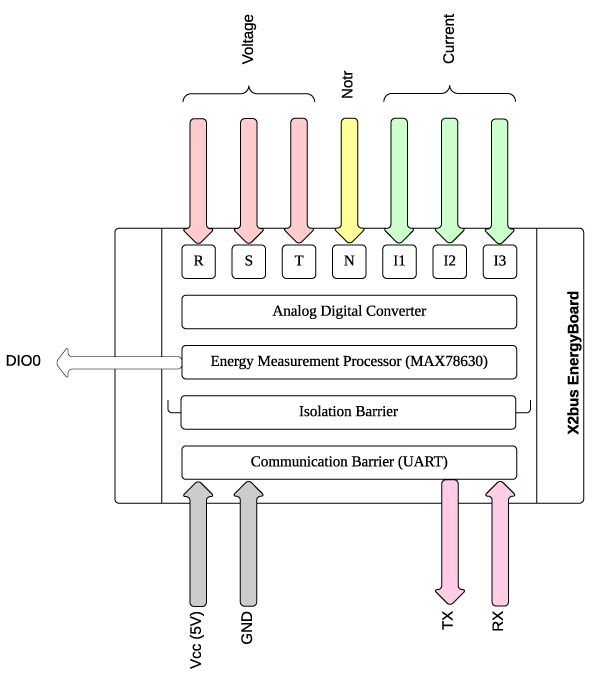 Voltage
Notr
Current
R
S
T
N
I1
I2
I3
Analog Digital Converter
DIO0
Energy Measurement Processor (MAX78630)
Isolation Barrier
Communication Barrier (UART)
X2bus EnergyBoard
Vcc (5V)
GND
TX
RX